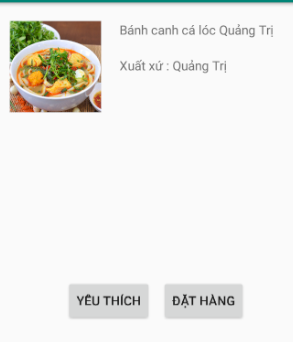 Bánh canh cá lóc Quảng Trị
Xuất xứ : Quảng Trị
YÊU THÍCH
ĐẶT HÀNG